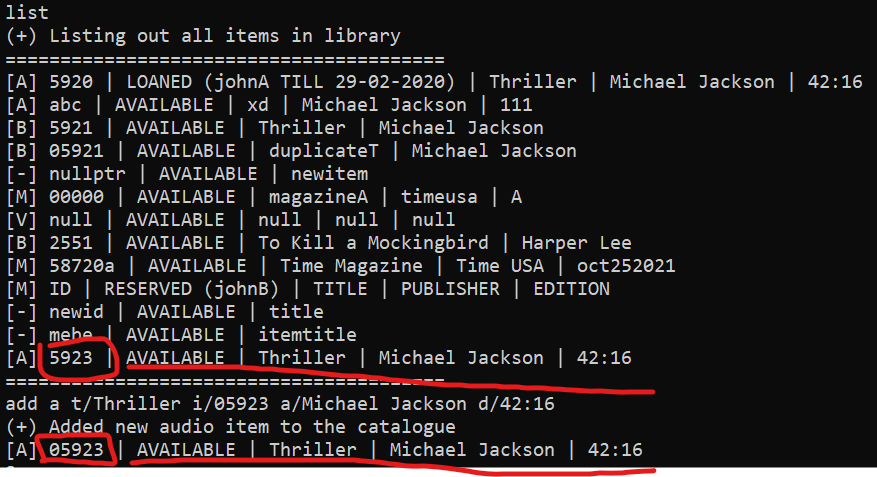 list
(+) Listing out all items in library
========================================
[A] 5920 | LOANED (johnA TILL 29-02-2020) | Thriller | Michael Jackson | 42:16
[A] abc | AVAILABLE | xd | Michael Jackson | 111
[B] 5921 | AVAILABLE | Thriller | Michael Jackson
[B] 05921 | AVAILABLE | duplicateT | Michael Jackson
[-] nullptr | AVAILABLE | newitem
[M] 00000 | AVAILABLE | magazineA | timeusa | A
[V] null | AVAILABLE | null | null | null
[B] 2551 | AVAILABLE | To Kill a Mockingbird | Harper Lee
[M] 58720a | AVAILABLE | Time Magazine | Time USA | oct252021
[M] ID | RESERVED (johnB) | TITLE | PUBLISHER | EDITION
[-] newid | AVAILABLE | title
[-] mebe | AVAILABLE | itemtitle
[A] 5923 | AVAILABLE | Thriller | Michael Jackson | 42:16
========================================
add a t/Thriller i/05923 a/Michael Jackson d/42:16
(+) Added new audio item to the catalogue
[A] 05923 | AVAILABLE | Thriller | Michael Jackson | 42:16